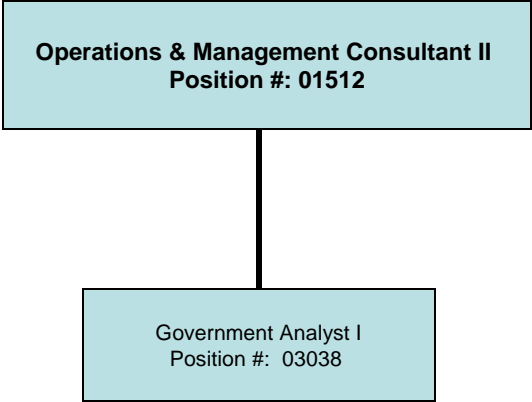 Operations & Management Consultant II
Position #: 01512
Government Analyst I
Position #:  03038